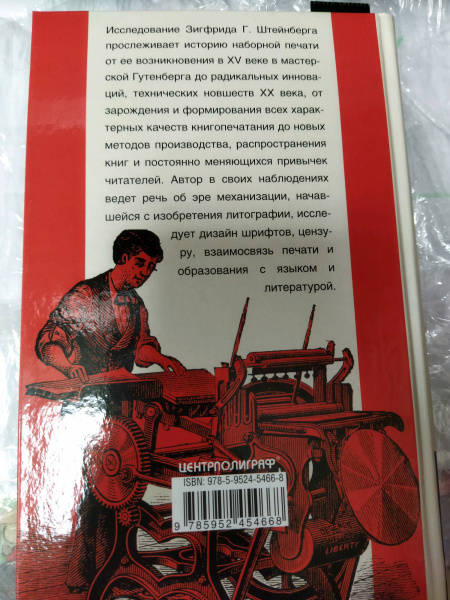 Исследование Зигфрида Г. Штейнберга
прослеживает историю наборной печати
от ее возникновения в XV веке в мастер-
ской Гутенберга до радикальных иннова-
ций, технических новшеств XX века, от
зарождения и формирования всех харак-
терных качеств книгопечатания до новых
методов производства, распространения
книг и постоянно меняющихся привычек
читателей. Автор в своих наблюдениях
ведет речь об эре механизации, начав-
шейся с изобретения литографии, иссле-
дует дизайн шрифтов, цензу-
ру, взаимосвязь печати и
образования с языком и
литературой.
ЦЕНТРПОЛИГРАФ
ISBN 978-5-9524-5466-8
9 785952 454668
LIBERTY